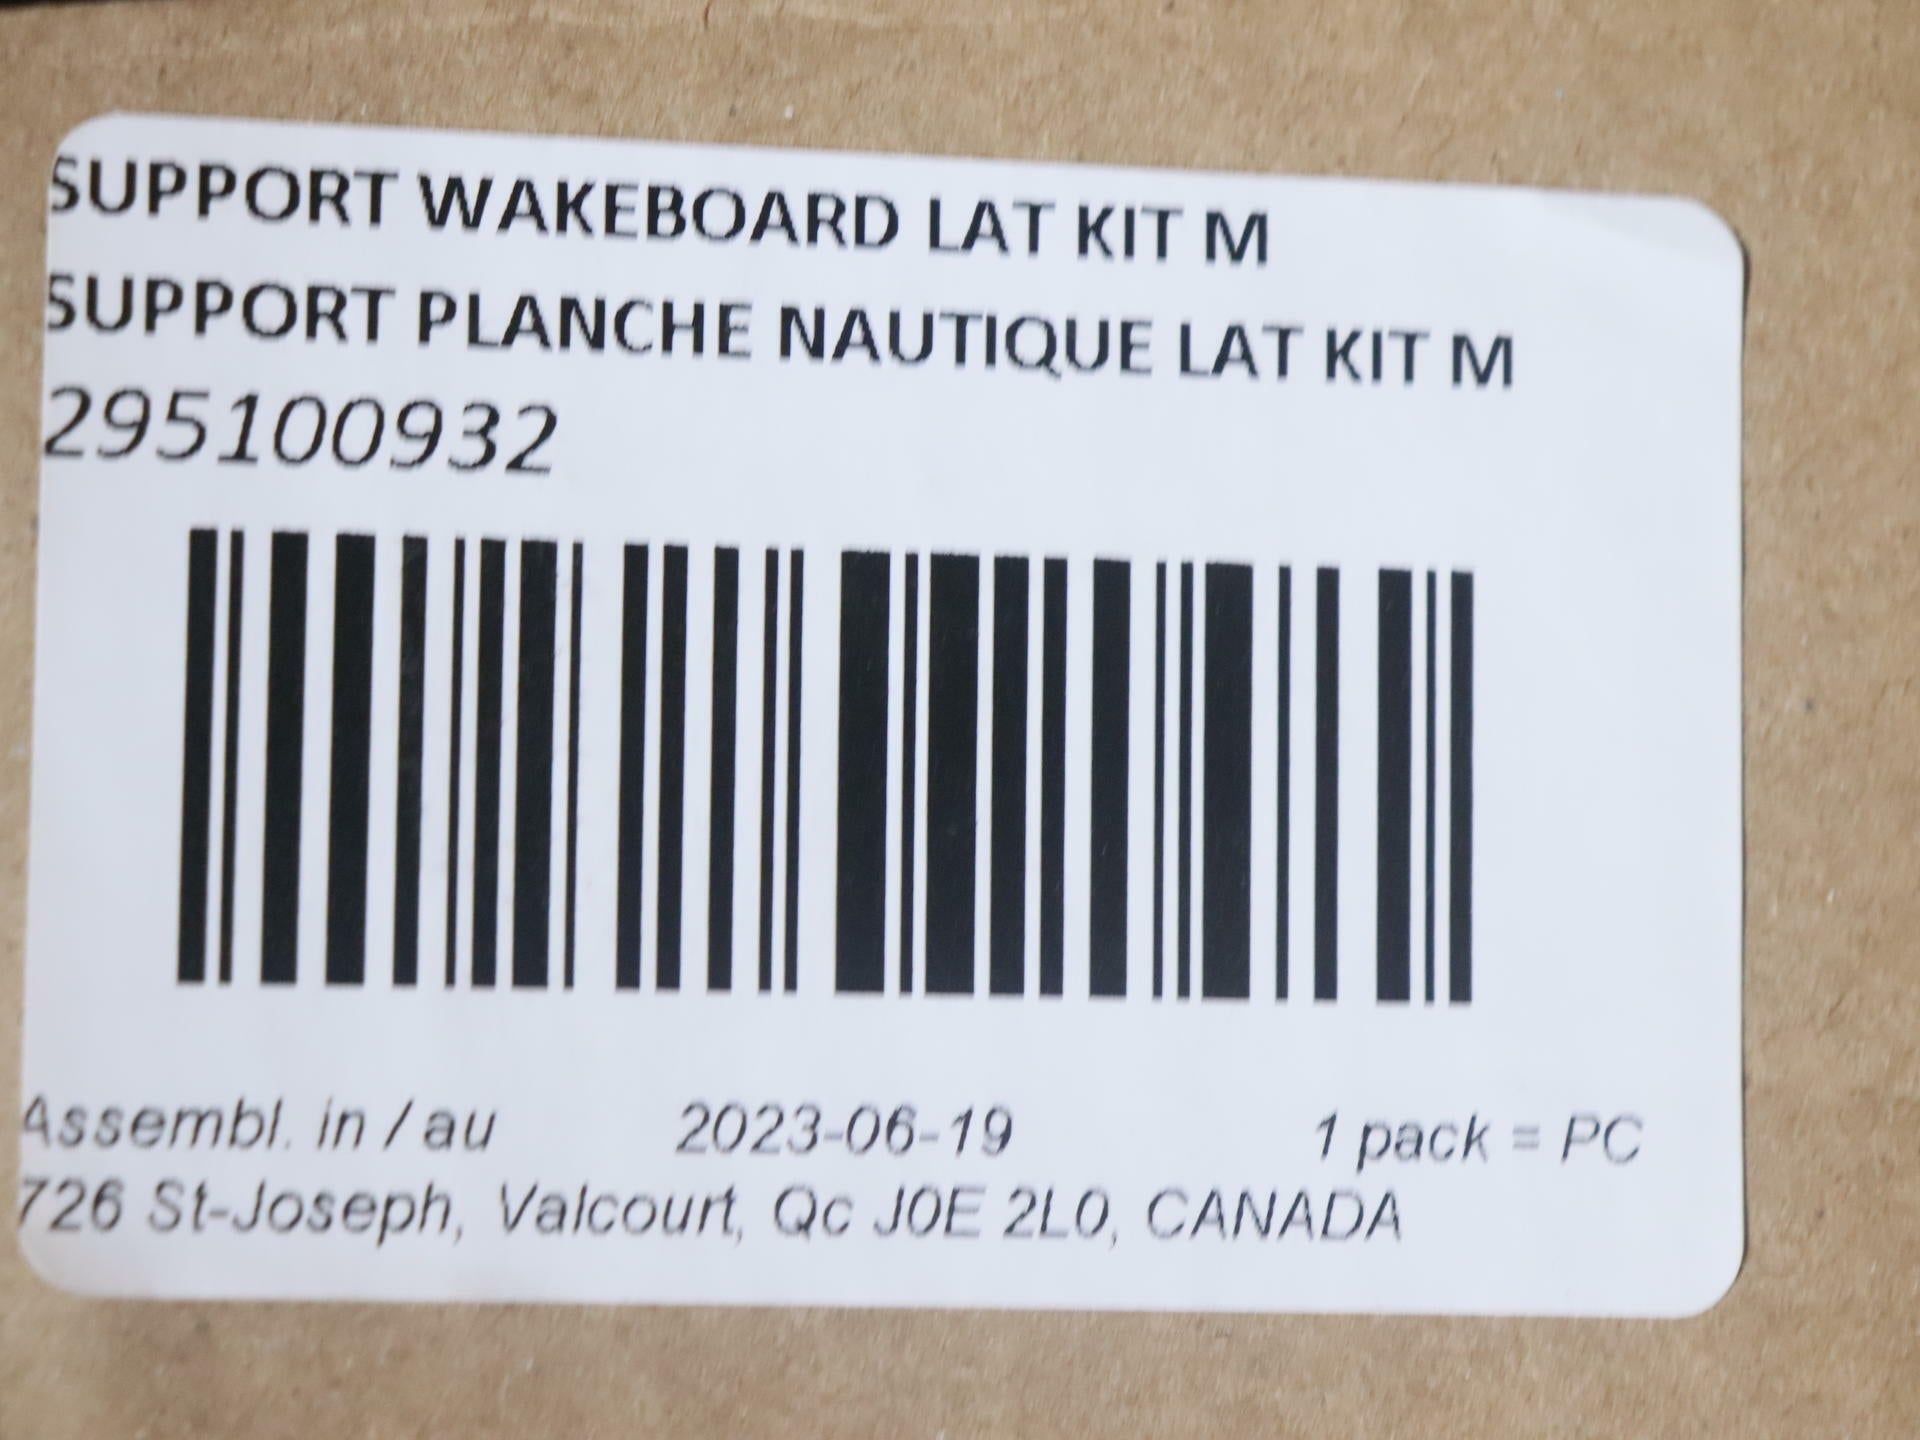 SUPPORT WAKEBOARD LAT KIT M
SUPPORT PLANCHE NAUTIQUE LAT KIT M
295100932
Assembl. in / au 2023-06-19 1 pack = PC
726 St-Joseph, Valcourt, Qc J0E 2L0, CANADA